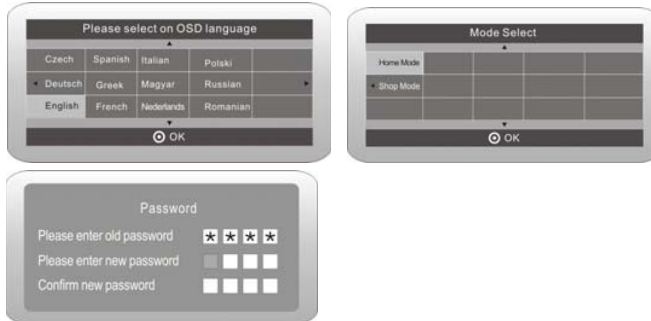 Please select on OSD language
Czech Spanish Italian Polski
Deutsch Greek Magyar Russian
English French Nederlands Romanian
OK
Mode Select
Home Mode
Shop Mode
OK
Password
Please enter old password * * * *
Please enter new password
Confirm new password